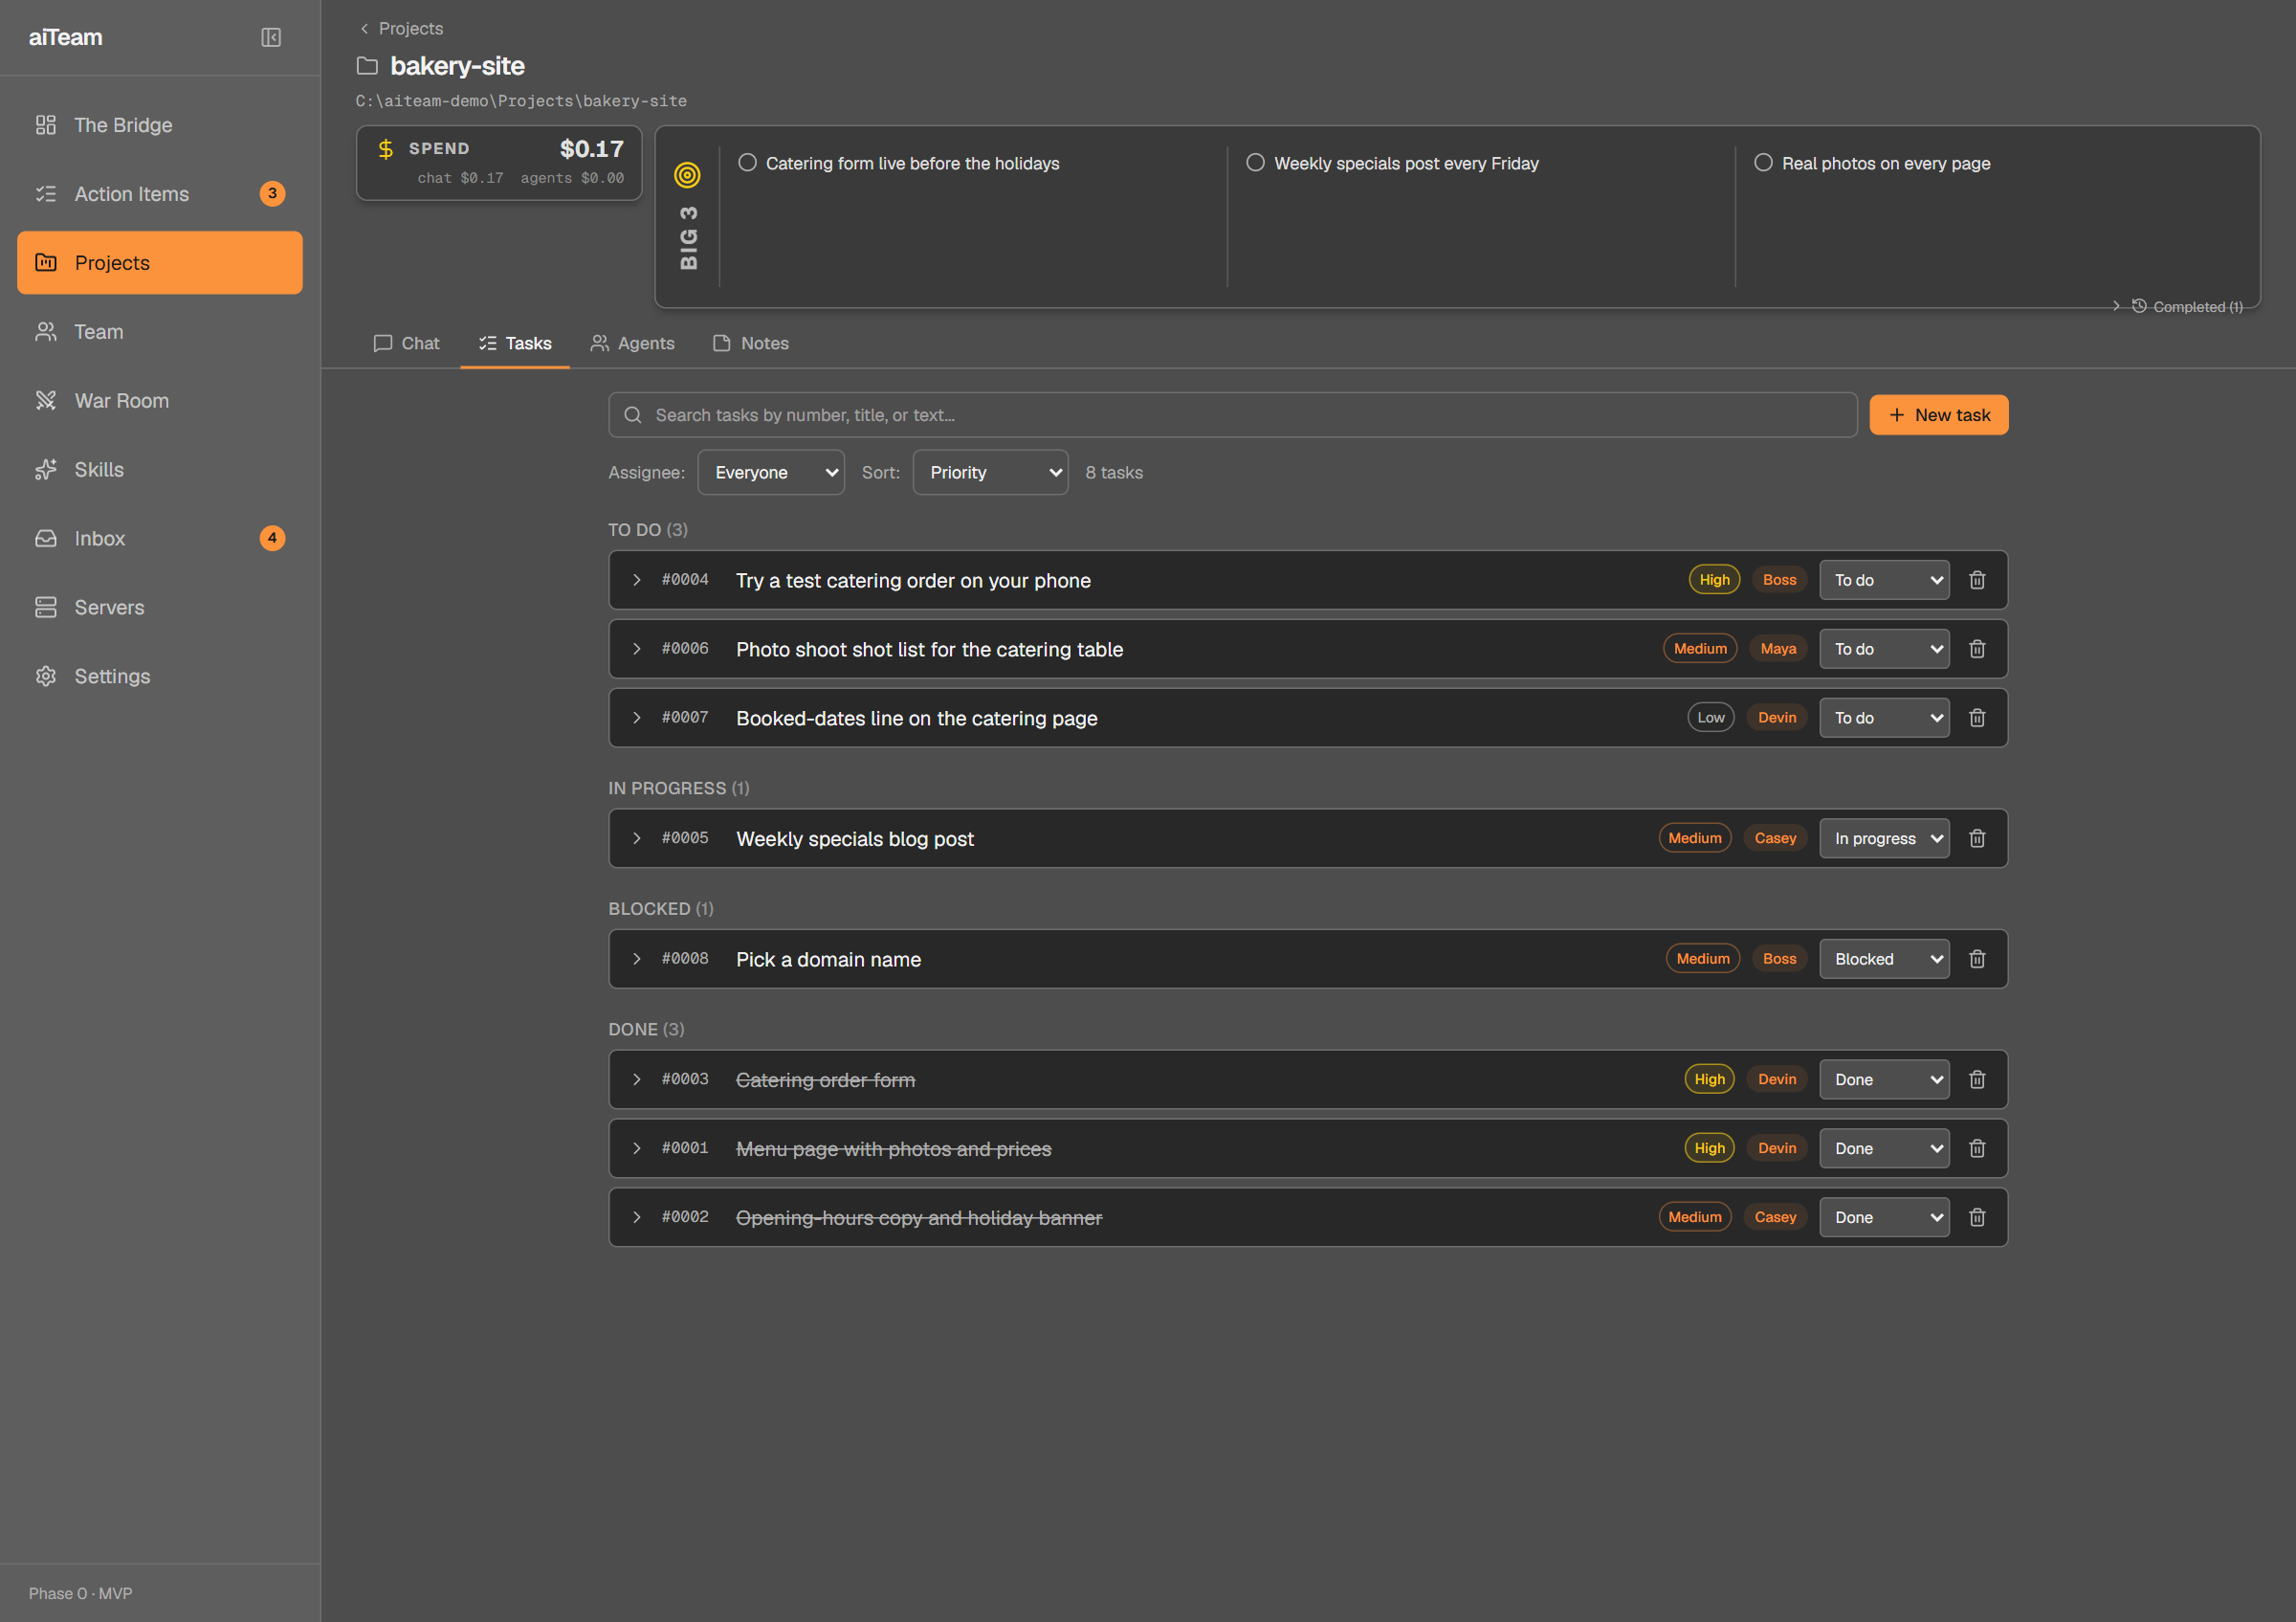 aiTeam
The Bridge
Action Items 3
Projects
Team
War Room
Skills
Inbox 4
Servers
Settings
Phase 0 · MVP
Projects
bakery-site
C:\aiteam-demo\Projects\bakery-site
$ SPEND $0.17
chat $0.17 agents $0.00
BIG 3
Catering form live before the holidays
Weekly specials post every Friday
Real photos on every page
Completed (1)
Chat Tasks Agents Notes
Search tasks by number, title, or text...
+ New task
Assignee: Everyone Sort: Priority 8 tasks
TO DO (3)
#0004 Try a test catering order on your phone High Boss To do
#0006 Photo shoot shot list for the catering table Medium Maya To do
#0007 Booked-dates line on the catering page Low Devin To do
IN PROGRESS (1)
#0005 Weekly specials blog post Medium Casey In progress
BLOCKED (1)
#0008 Pick a domain name Medium Boss Blocked
DONE (3)
#0003 Catering order form High Devin Done
#0001 Menu page with photos and prices High Devin Done
#0002 Opening-hours copy and holiday banner Medium Casey Done